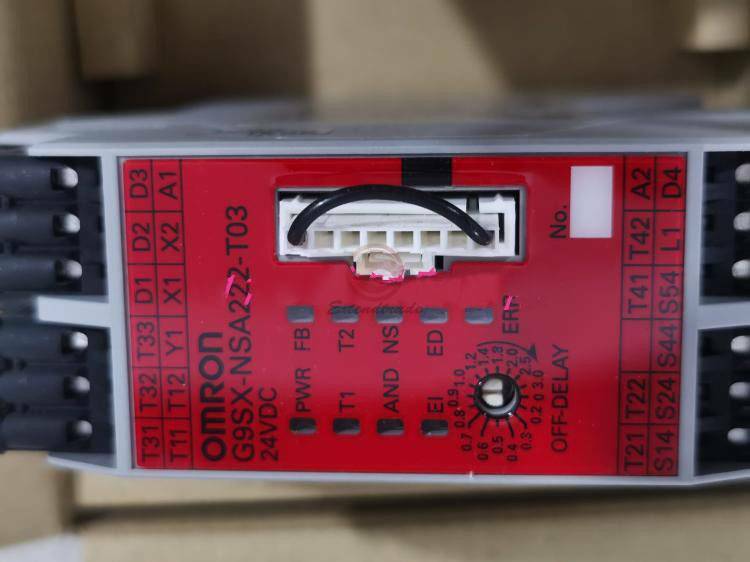 D3 A1
D2 X2
D1 X1
T33 Y1
T32 T12
T31 T11
OMRON
G9SX-NSA222-T03
24VDC
No.
FB T2 NS ED ERR
PWR T1 AND EI
0.2 0.3 0.4 0.5 0.6 0.7 0.8 0.9 1.0 1.2 1.4 1.8 2.0 2.5 3.0 0
OFF-DELAY
A2 D4
T42 L1
T41 S54
S44
T22 S24
T21 S14
Extendtrade